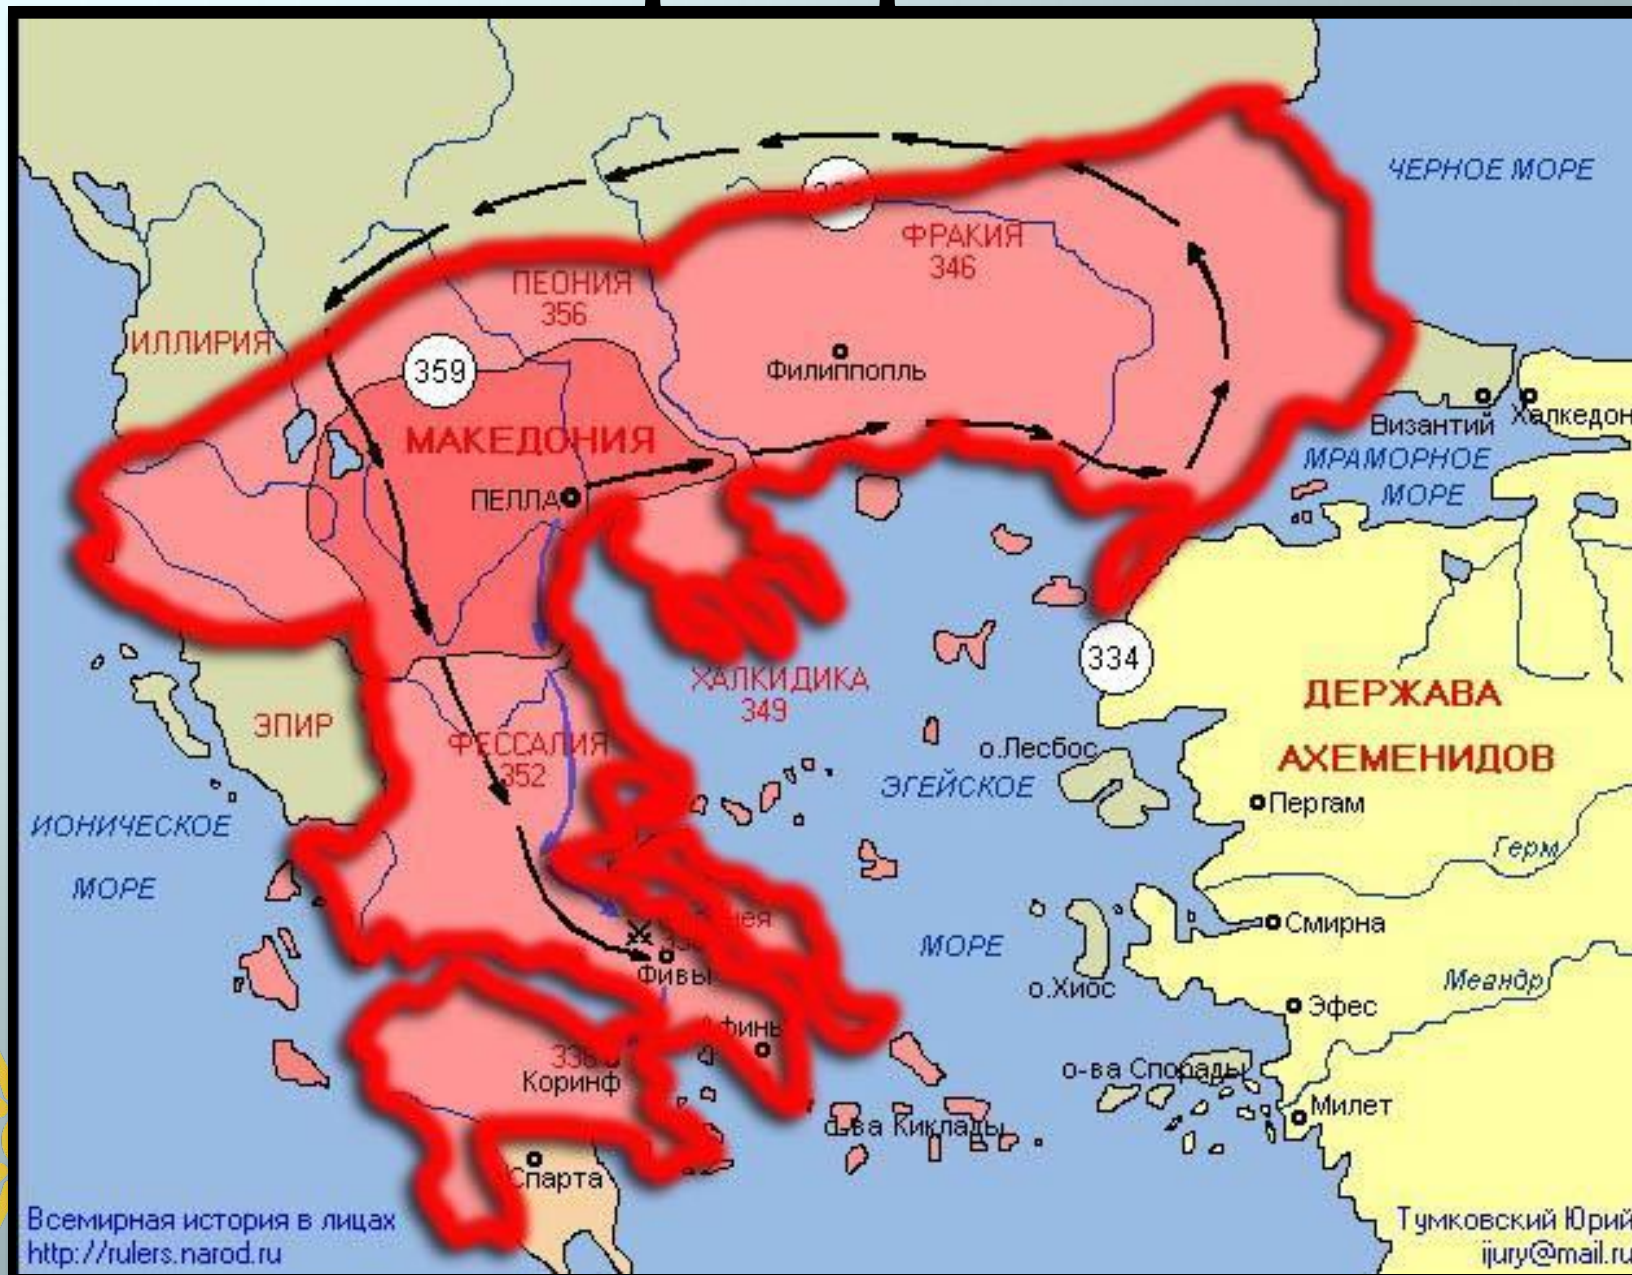 ЧЕРНОЕ МОРЕ
ФРАКИЯ
346
ПЕОНИЯ
356
ИЛЛИРИЯ
359
Филиппопль
Византий
Халкедон
МАКЕДОНИЯ
МРАМОРНОЕ
МОРЕ
ПЕЛЛА
334
ХАЛКИДИКА
349
ДЕРЖАВА
АХЕМЕНИДОВ
ЭПИР
ФЕССАЛИЯ
352
о.Лесбос
ЭГЕЙСКОЕ
Пергам
ИОНИЧЕСКОЕ
МОРЕ
Герм
Смирна
МОРЕ
Фивы
о.Хиос
Меандр
Эфес
Коринф
о-ва Спорады
Милет
о-ва Киклады
Спарта
Всемирная история в лицах
http://rulers.narod.ru
Тумковский Юрий
ijury@mail.ru